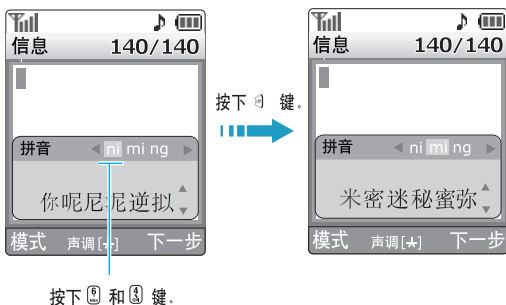 信息 140/140
拼音 ni mi ng
你呢尼泥逆拟
模式 声调[*] 下一步
按下 6 和 4 键.
按下 键.
信息 140/140
拼音 ni mi ng
米密迷秘蜜弥
模式 声调[*] 下一步